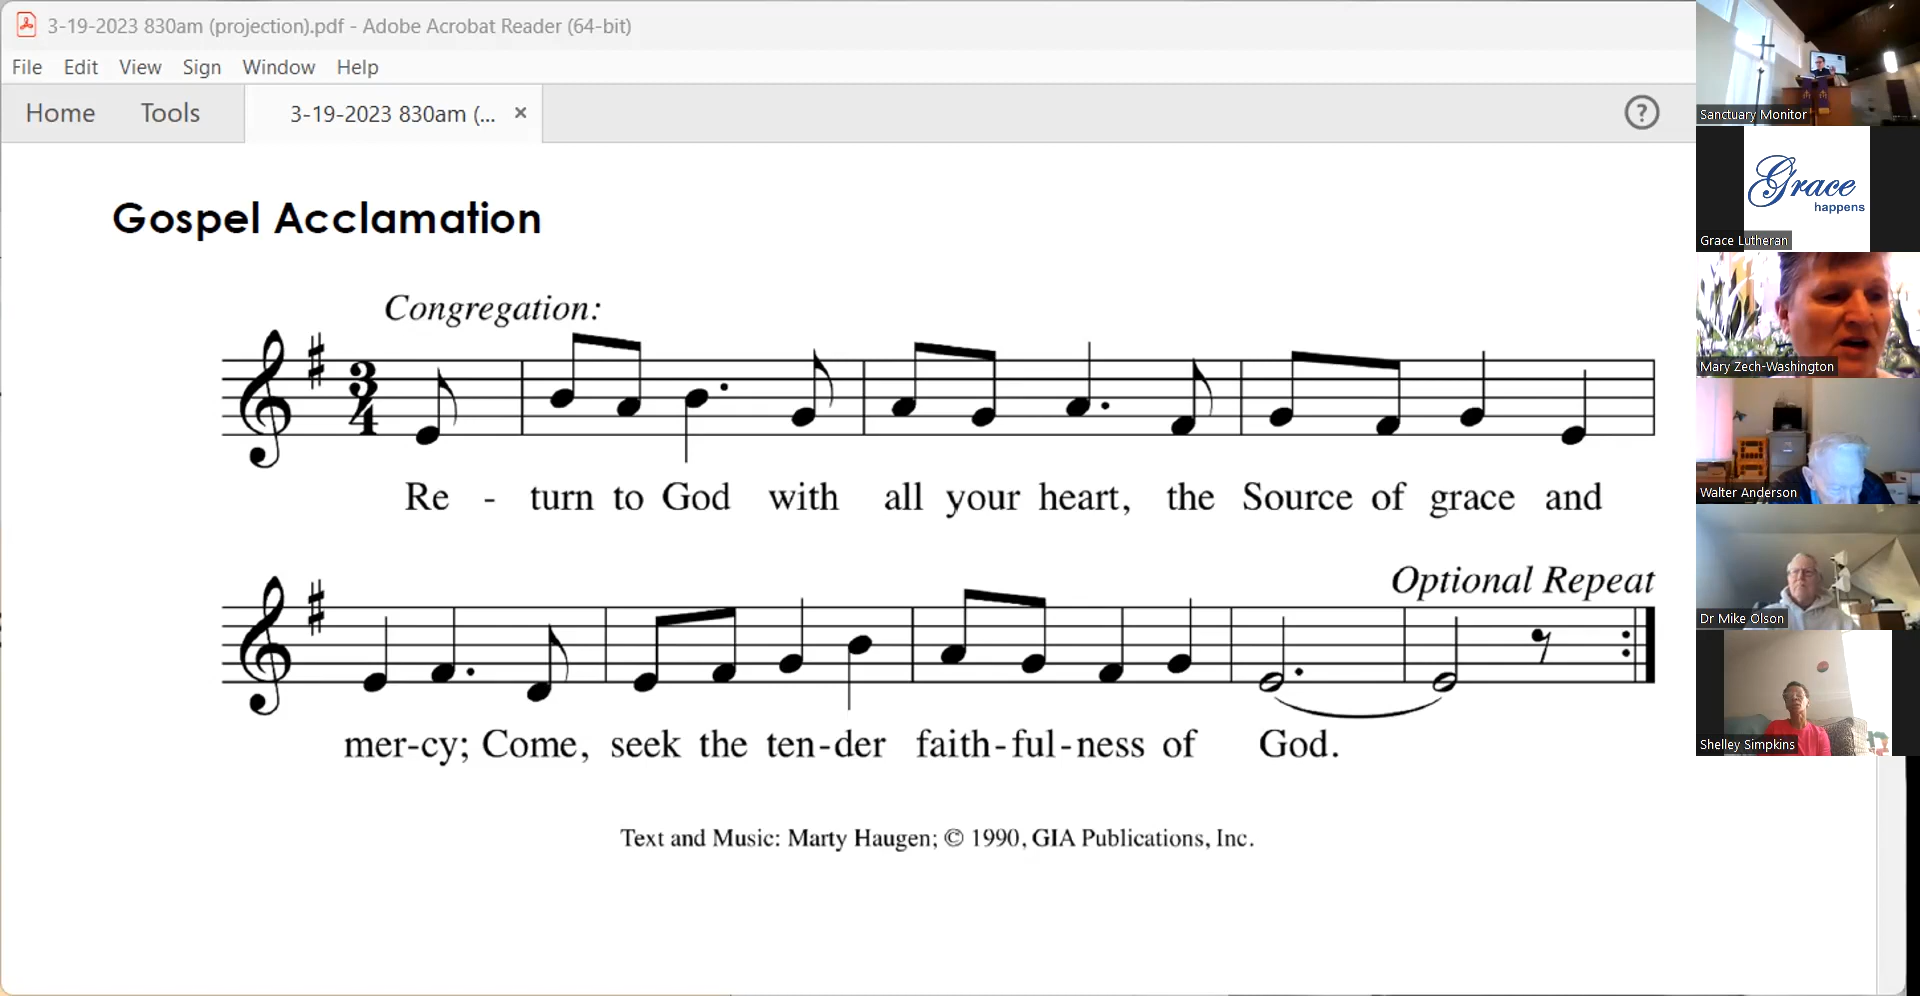 3-19-2023 830am (projection).pdf - Adobe Acrobat Reader (64-bit)
File Edit View Sign Window Help
Home Tools 3-19-2023 830am (... ×
?
Gospel Acclamation
Congregation:
3
4
Re - turn to God with all your heart, the Source of grace and
Optional Repeat
mer-cy; Come, seek the ten-der faith-ful-ness of God.
Text and Music: Marty Haugen; © 1990, GIA Publications, Inc.
Sanctuary Monitor
Grace
happens
Grace Lutheran
Mary Zech-Washington
Walter Anderson
Dr Mike Olson
Shelley Simpkins